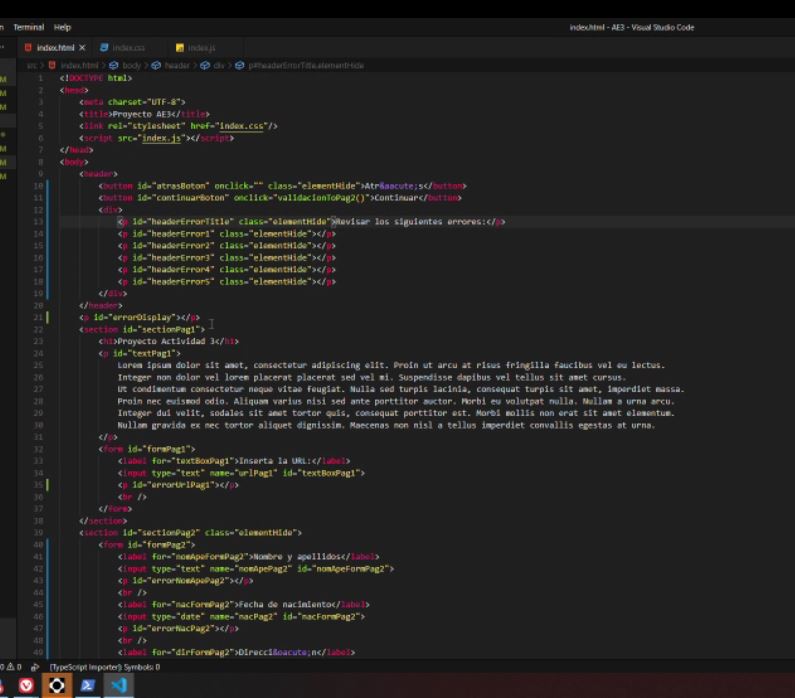 n Terminal Help index.html - AE3 - Visual Studio Code
index.html × index.css index.js
src > index.html > body > header > div > p#headerErrorTitle.elementHide
1 <!DOCTYPE html>
2 <head>
3 <meta charset="UTF-8">
4 <title>Proyecto AE3</title>
5 <link rel="stylesheet" href="index.css"/>
6 <script src="index.js"></script>
7 </head>
8 <body>
9 <header>
10 <button id="atrasBoton" onclick="" class="elementHide">Atr&aacute;s</button>
11 <button id="continuarBoton" onclick="validacionToPag2()">Continuar</button>
12 <div>
13 <p id="headerErrorTitle" class="elementHide">Revisar los siguientes errores:</p>
14 <p id="headerError1" class="elementHide"></p>
15 <p id="headerError2" class="elementHide"></p>
16 <p id="headerError3" class="elementHide"></p>
17 <p id="headerError4" class="elementHide"></p>
18 <p id="headerError5" class="elementHide"></p>
19 </div>
20 </header>
21 <p id="errorDisplay"></p>
22 <section id="sectionPag1">
23 <h1>Proyecto Actividad 3</h1>
24 <p id="textPag1">
25 Lorem ipsum dolor sit amet, consectetur adipiscing elit. Proin ut arcu at risus fringilla faucibus vel eu lectus.
26 Integer non dolor vel lorem placerat placerat sed vel mi. Suspendisse dapibus vel tellus sit amet cursus.
27 Ut condimentum consectetur neque vitae feugiat. Nulla sed turpis lacinia, consequat turpis sit amet, imperdiet massa.
28 Proin nec euismod odio. Aliquam varius nisi sed ante porttitor auctor. Morbi eu volutpat nulla. Nullam a urna arcu.
29 Integer dui velit, sodales sit amet tortor quis, consequat porttitor est. Morbi mollis non erat sit amet elementum.
30 Nullam gravida ex nec tortor aliquet dignissim. Maecenas non nisl a tellus imperdiet convallis egestas at urna.
31 </p>
32 <form id="formPag1">
33 <label for="textBoxPag1">Inserta la URL:</label>
34 <input type="text" name="urlPag1" id="textBoxPag1">
35 <p id="errorUrlPag1"></p>
36 <br />
37 </form>
38 </section>
39 <section id="sectionPag2" class="elementHide">
40 <form id="formPag2">
41 <label for="nomApeFormPag2">Nombre y apellidos</label>
42 <input type="text" name="nomApePag2" id="nomApeFormPag2">
43 <p id="errorNomApePag2"></p>
44 <br />
45 <label for="nacFormPag2">Fecha de nacimiento</label>
46 <input type="date" name="nacPag2" id="nacFormPag2">
47 <p id="errorNacPag2"></p>
48 <br />
49 <label for="dirFormPag2">Direcci&oacute;n</label>
0 0 [TypeScript Importer]: Symbols: 0